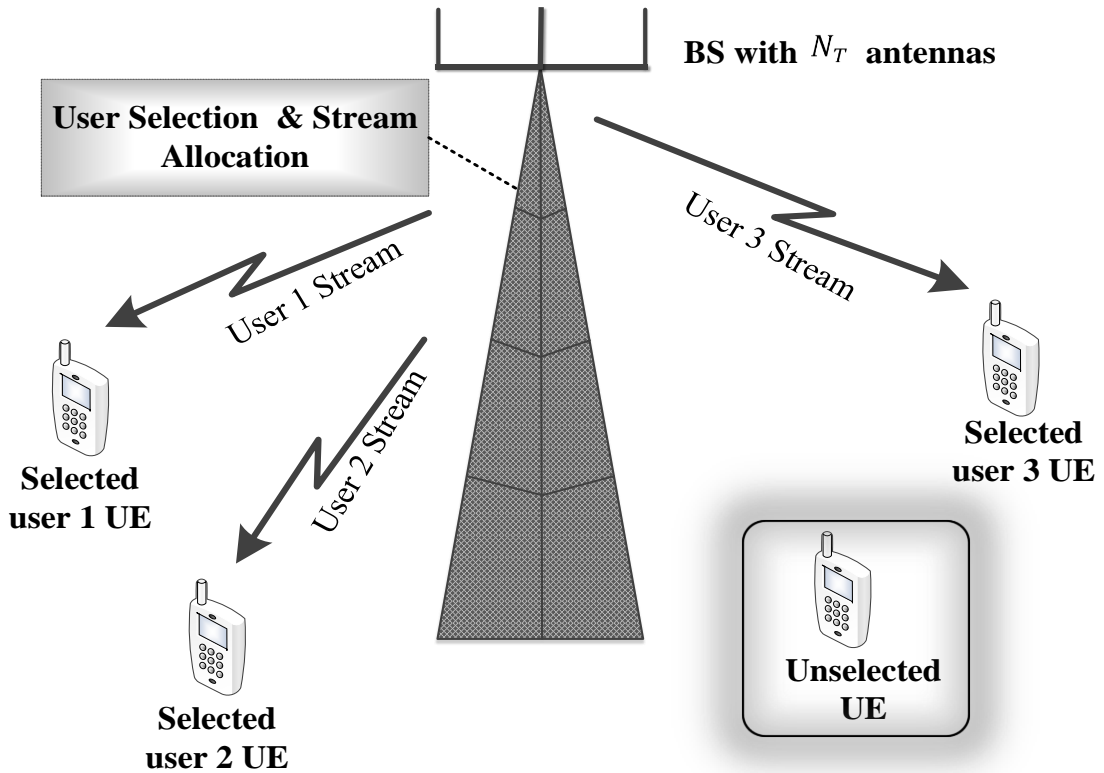 BS with N_T antennas
User Selection & Stream
Allocation
User 1 Stream
User 2 Stream
User 3 Stream
Selected
user 1 UE
Selected
user 2 UE
Selected
user 3 UE
Unselected
UE